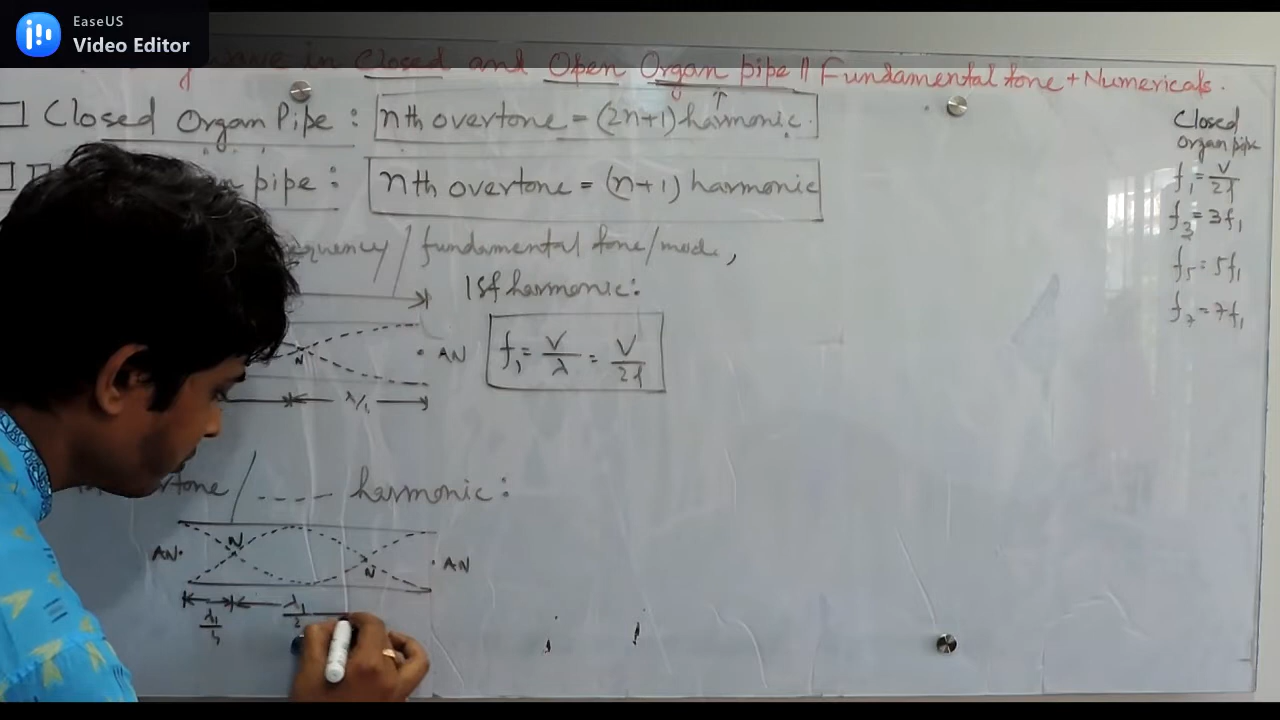 EaseUS
Video Editor
wave in Closed and Open Organ pipe || Fundamental tone + Numericals.
Closed Organ Pipe : nth overtone = (2n+1) harmonic.
pipe : nth overtone = (n+1) harmonic
/ fundamental tone/mode,
1st harmonic:
AN
N
f₁ = V/λ = V/2l
λ/4
/ ---- harmonic:
AN N N AN
λ₁/4 λ₁/2
Closed
Organ pipe
f₁ = V/2l
f₃ = 3f₁
f₅ = 5f₁
f₇ = 7f₁